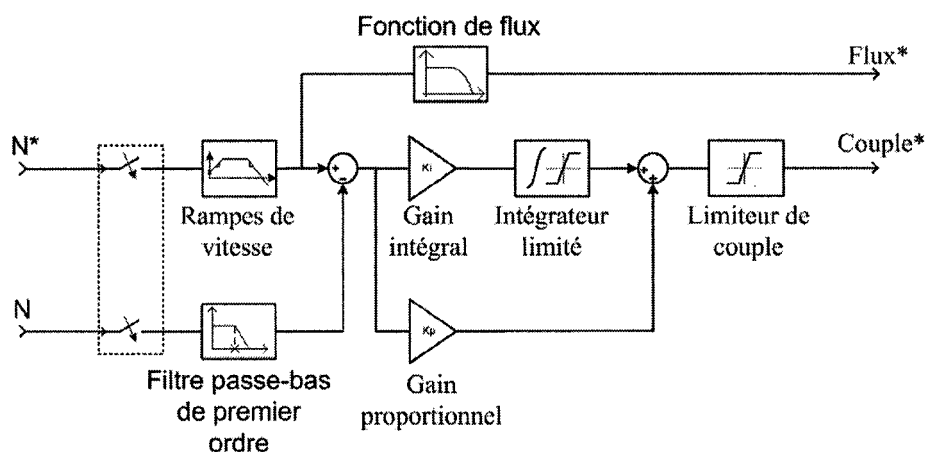 Fonction de flux
Flux*
N*
Rampes de
vitesse
+
-
Ki
Gain
intégral
Intégrateur
limité
+
+
Limiteur de
couple
Couple*
N
Filtre passe-bas
de premier
ordre
Kp
Gain
proportionnel